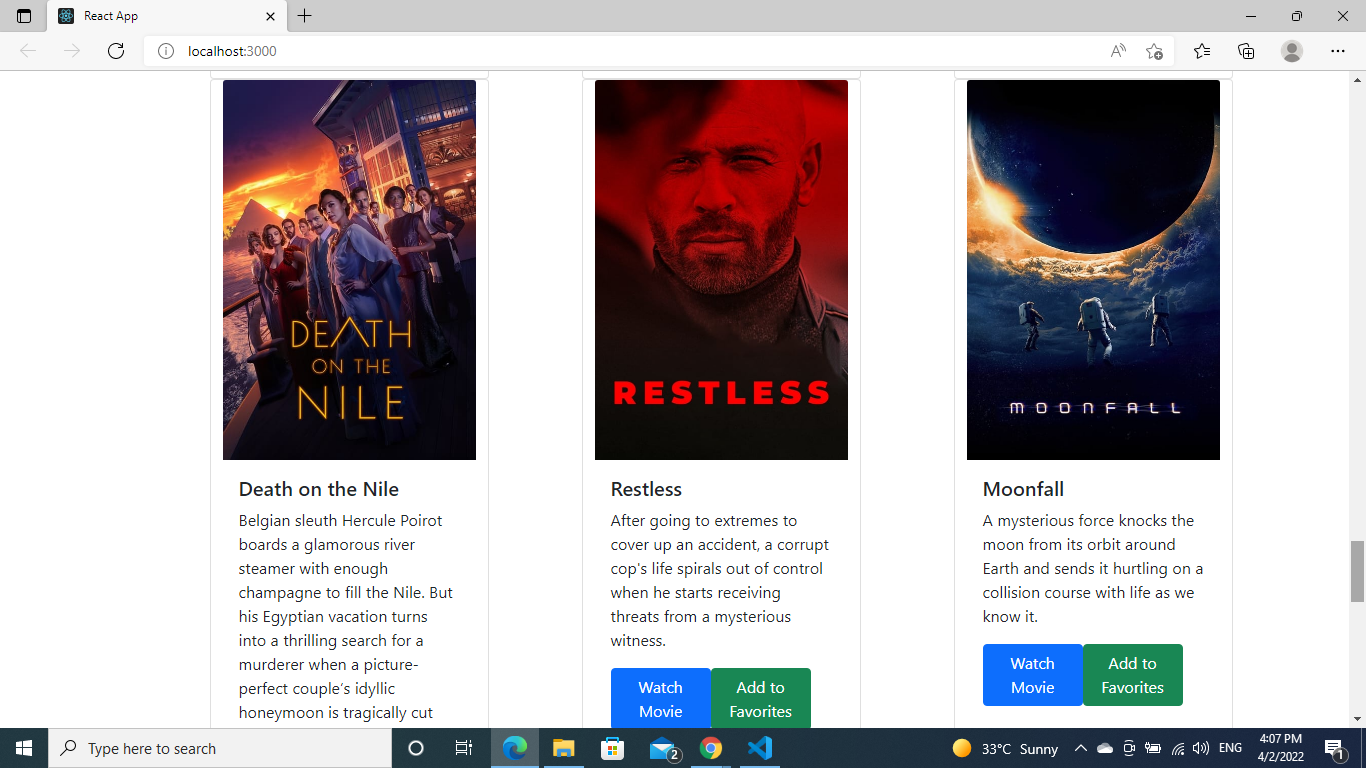 React App
localhost:3000
DEATH
ON THE
NILE
Death on the Nile
Belgian sleuth Hercule Poirot
boards a glamorous river
steamer with enough
champagne to fill the Nile. But
his Egyptian vacation turns
into a thrilling search for a
murderer when a picture-
perfect couple’s idyllic
honeymoon is tragically cut
RESTLESS
Restless
After going to extremes to
cover up an accident, a corrupt
cop's life spirals out of control
when he starts receiving
threats from a mysterious
witness.
Watch
Movie
Add to
Favorites
MOONFALL
Moonfall
A mysterious force knocks the
moon from its orbit around
Earth and sends it hurtling on a
collision course with life as we
know it.
Watch
Movie
Add to
Favorites
Type here to search
2
33°C Sunny
ENG
4:07 PM
4/2/2022
1